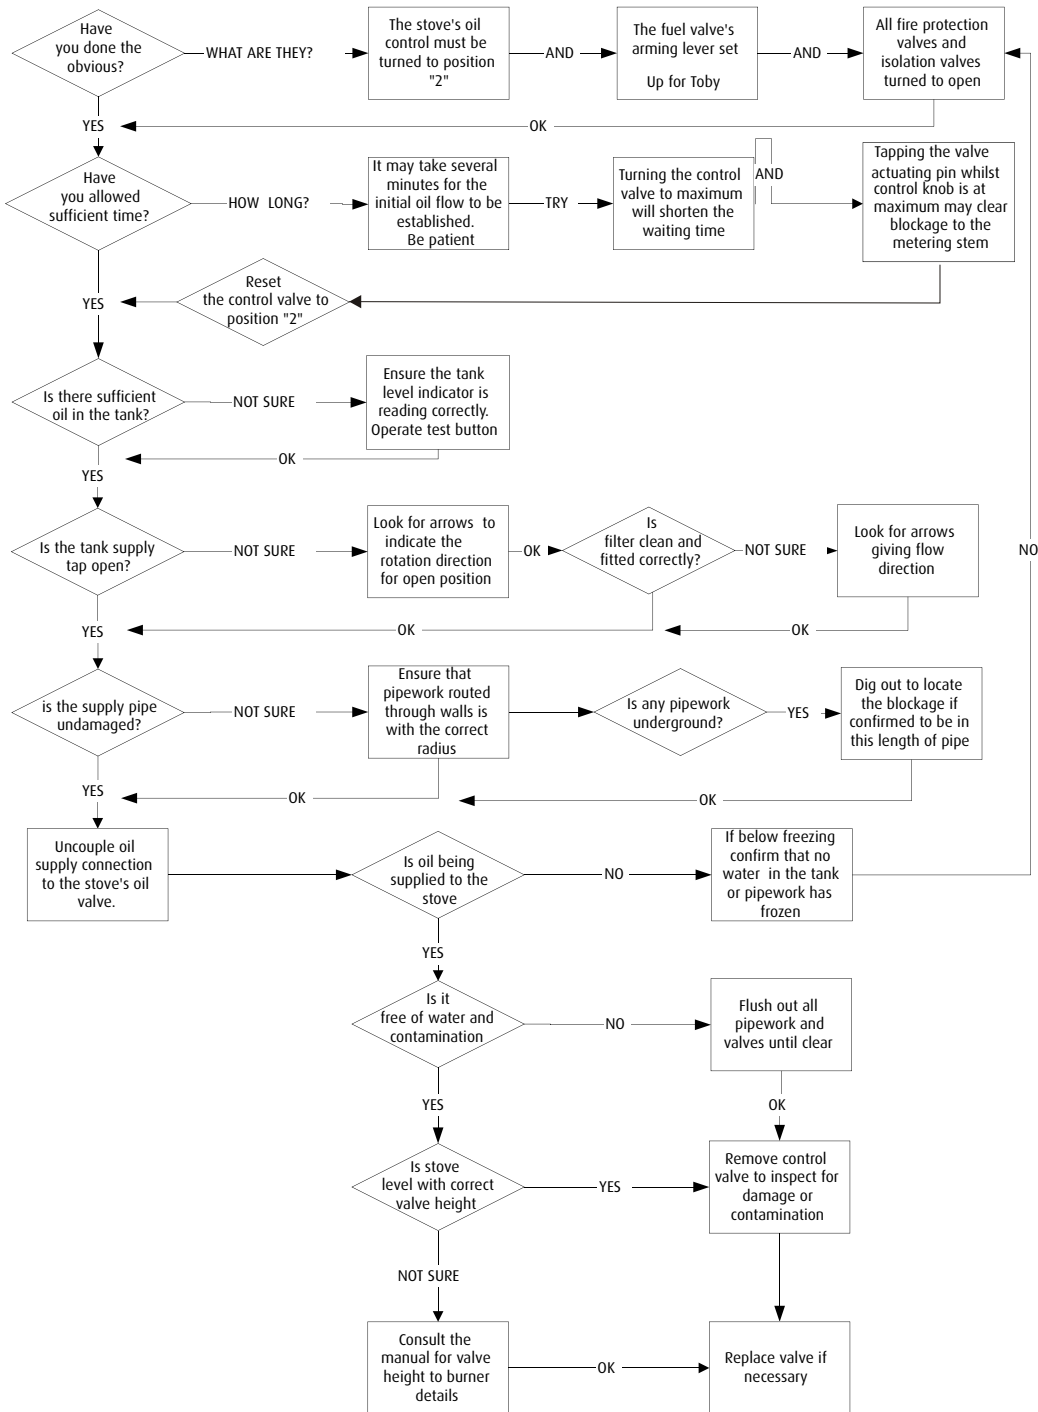 Have
you done the
obvious?
WHAT ARE THEY?
The stove's oil
control must be
turned to position
"2"
AND
The fuel valve's
arming lever set
Up for Toby
AND
All fire protection
valves and
isolation valves
turned to open
YES
OK
Have
you allowed
sufficient time?
HOW LONG?
It may take several
minutes for the
initial oil flow to be
established.
Be patient
TRY
Turning the control
valve to maximum
will shorten the
waiting time
AND
Tapping the valve
actuating pin whilst
control knob is at
maximum may clear
blockage to the
metering stem
YES
Reset
the control valve to
position "2"
Is there sufficient
oil in the tank?
NOT SURE
Ensure the tank
level indicator is
reading correctly.
Operate test button
OK
YES
Is the tank supply
tap open?
NOT SURE
Look for arrows to
indicate the
rotation direction
for open position
OK
Is
filter clean and
fitted correctly?
NOT SURE
Look for arrows
giving flow
direction
NO
YES
OK
OK
is the supply pipe
undamaged?
NOT SURE
Ensure that
pipework routed
through walls is
with the correct
radius
Is any pipework
underground?
YES
Dig out to locate
the blockage if
confirmed to be in
this length of pipe
YES
OK
OK
Uncouple oil
supply connection
to the stove's oil
valve.
Is oil being
supplied to the
stove
NO
If below freezing
confirm that no
water in the tank
or pipework has
frozen
YES
Is it
free of water and
contamination
NO
Flush out all
pipework and
valves until clear
YES
OK
Is stove
level with correct
valve height
YES
Remove control
valve to inspect for
damage or
contamination
NOT SURE
Consult the
manual for valve
height to burner
details
OK
Replace valve if
necessary